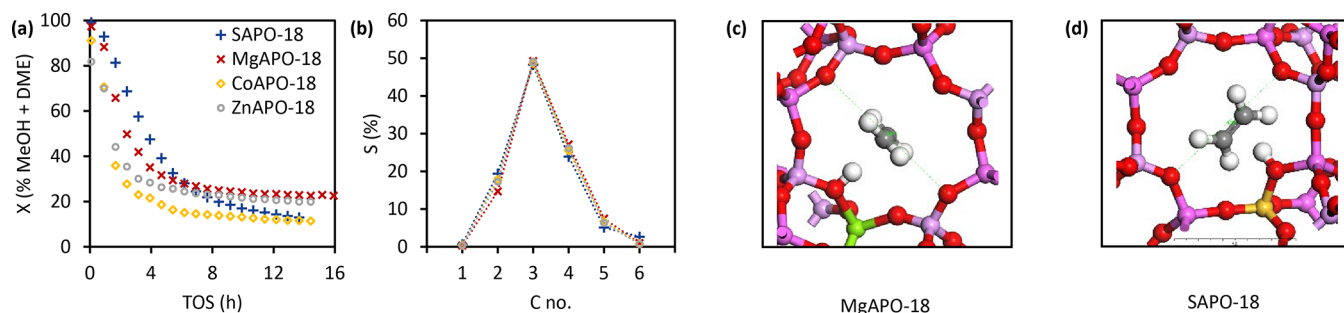 (a)
X (% MeOH + DME)
100
80
60
40
20
0
0 4 8 12 16
TOS (h)
SAPO-18
MgAPO-18
CoAPO-18
ZnAPO-18
(b)
S (%)
60
50
40
30
20
10
0
1 2 3 4 5 6
C no.
(c)
MgAPO-18
(d)
SAPO-18